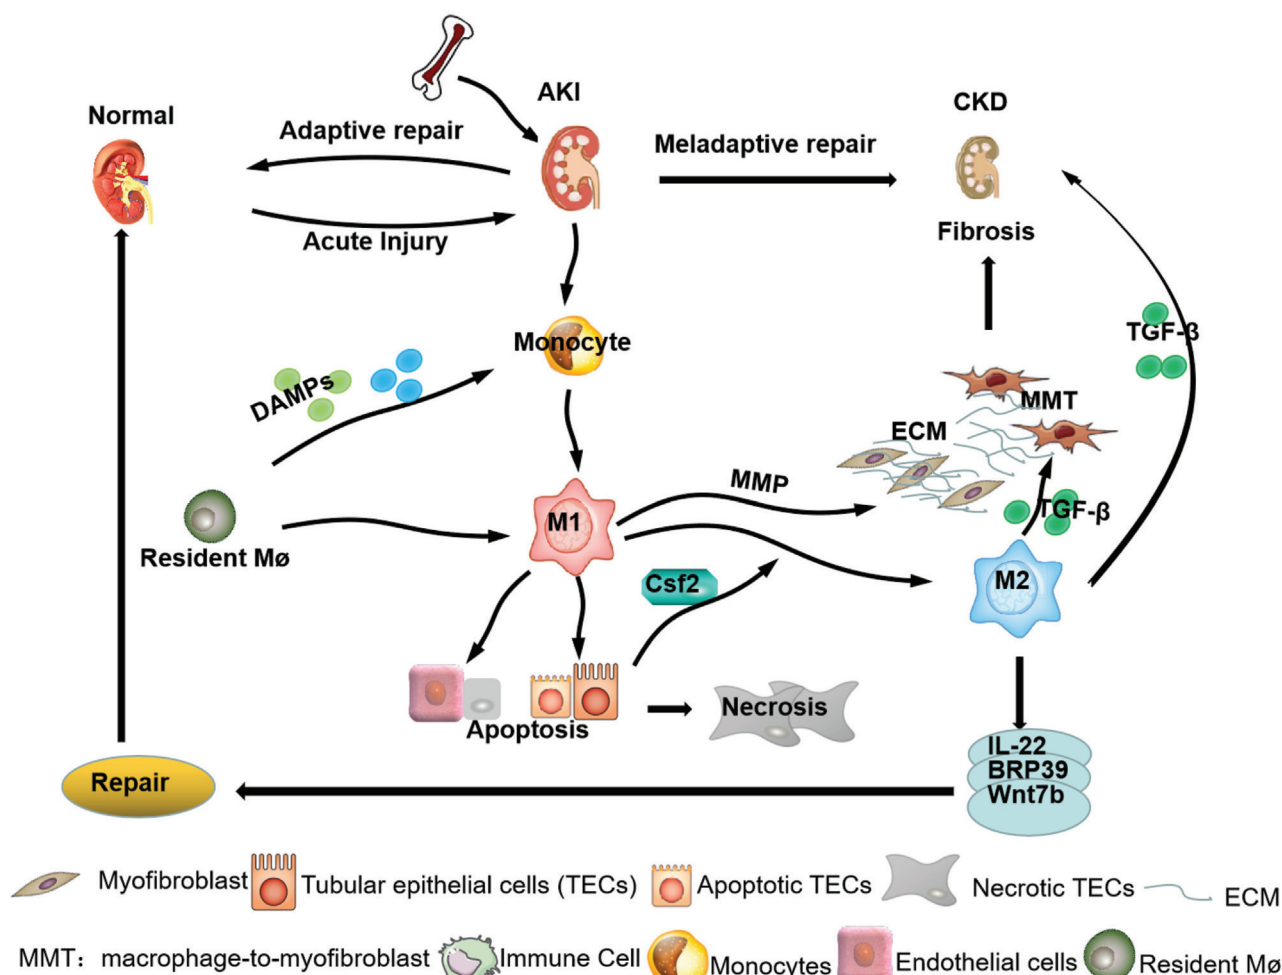 AKI
CKD
Normal
Adaptive repair
Meladaptive repair
Acute Injury
Fibrosis
Monocyte
TGF-β
DAMPs
MMT
ECM
MMP
M1
TGF-β
Resident Mø
Csf2
M2
Apoptosis
Necrosis
IL-22
BRP39
Wnt7b
Repair
Myofibroblast
Tubular epithelial cells (TECs)
Apoptotic TECs
Necrotic TECs
ECM
MMT: macrophage-to-myofibroblast
Immune Cell
Monocytes
Endothelial cells
Resident Mø